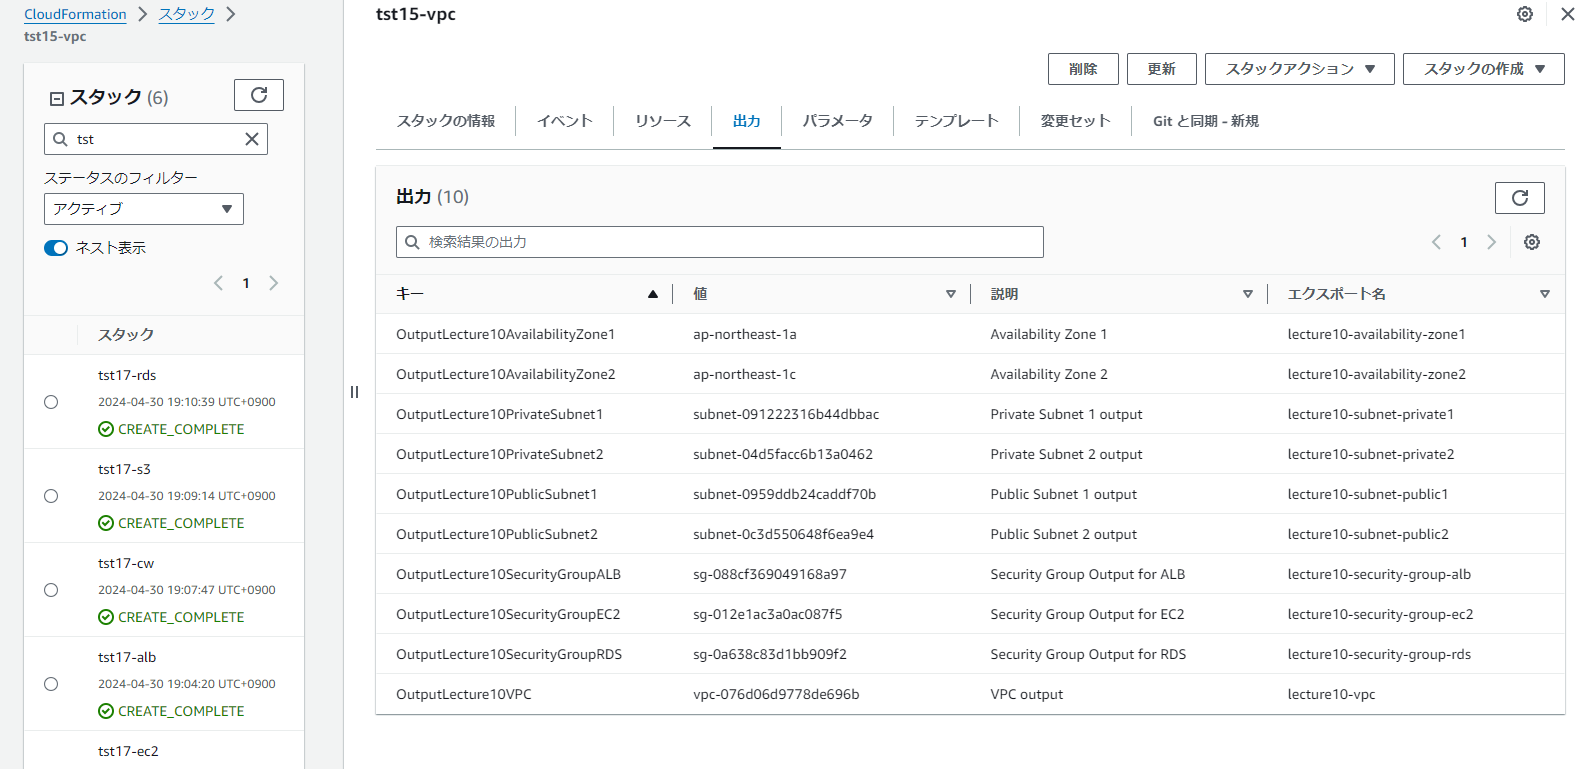 CloudFormation > スタック >
tst15-vpc
スタック (6)
tst
ステータスのフィルター
アクティブ
ネスト表示
1
スタック
tst17-rds
2024-04-30 19:10:39 UTC+0900
CREATE_COMPLETE
tst17-s3
2024-04-30 19:09:14 UTC+0900
CREATE_COMPLETE
tst17-cw
2024-04-30 19:07:47 UTC+0900
CREATE_COMPLETE
tst17-alb
2024-04-30 19:04:20 UTC+0900
CREATE_COMPLETE
tst17-ec2
tst15-vpc
削除 更新 スタックアクション スタックの作成
スタックの情報 イベント リソース 出力 パラメータ テンプレート 変更セット Git と同期 - 新規
出力 (10)
検索結果の出力
1
キー 値 説明 エクスポート名
OutputLecture10AvailabilityZone1 ap-northeast-1a Availability Zone 1 lecture10-availability-zone1
OutputLecture10AvailabilityZone2 ap-northeast-1c Availability Zone 2 lecture10-availability-zone2
OutputLecture10PrivateSubnet1 subnet-091222316b44dbbac Private Subnet 1 output lecture10-subnet-private1
OutputLecture10PrivateSubnet2 subnet-04d5facc6b13a0462 Private Subnet 2 output lecture10-subnet-private2
OutputLecture10PublicSubnet1 subnet-0959ddb24caddf70b Public Subnet 1 output lecture10-subnet-public1
OutputLecture10PublicSubnet2 subnet-0c3d550648f6ea9e4 Public Subnet 2 output lecture10-subnet-public2
OutputLecture10SecurityGroupALB sg-088cf369049168a97 Security Group Output for ALB lecture10-security-group-alb
OutputLecture10SecurityGroupEC2 sg-012e1ac3a0ac087f5 Security Group Output for EC2 lecture10-security-group-ec2
OutputLecture10SecurityGroupRDS sg-0a638c83d1bb909f2 Security Group Output for RDS lecture10-security-group-rds
OutputLecture10VPC vpc-076d06d9778de696b VPC output lecture10-vpc